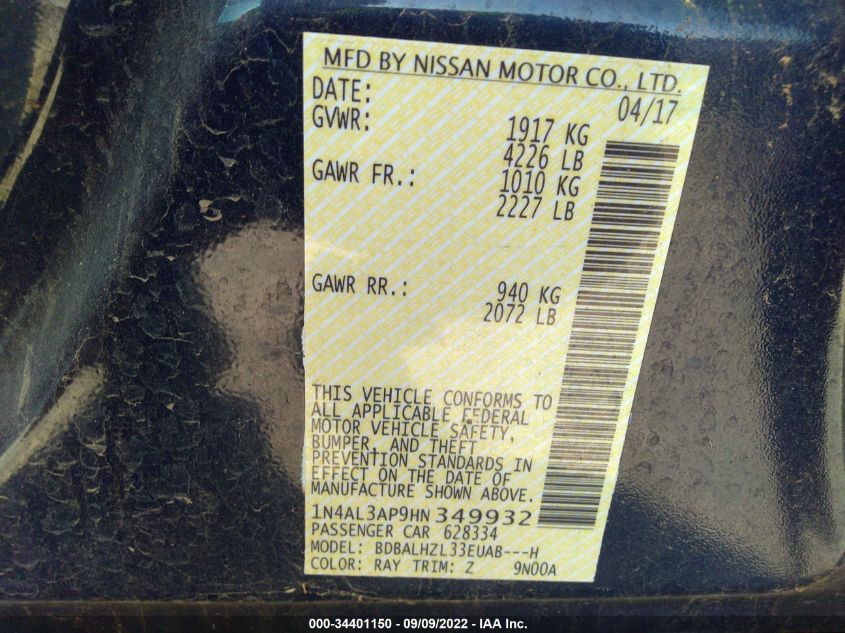 MFD BY NISSAN MOTOR CO., LTD.
DATE: 04/17
GVWR: 1917 KG
4226 LB
GAWR FR.: 1010 KG
2227 LB
GAWR RR.: 940 KG
2072 LB
THIS VEHICLE CONFORMS TO
ALL APPLICABLE FEDERAL
MOTOR VEHICLE SAFETY,
BUMPER, AND THEFT
PREVENTION STANDARDS IN
EFFECT ON THE DATE OF
MANUFACTURE SHOWN ABOVE.
1N4AL3AP9HN349932
PASSENGER CAR 628334
MODEL: BDBALHZL33EUAB---H
COLOR: RAY TRIM: Z 9N00A
000-34401150 - 09/09/2022 - IAA Inc.